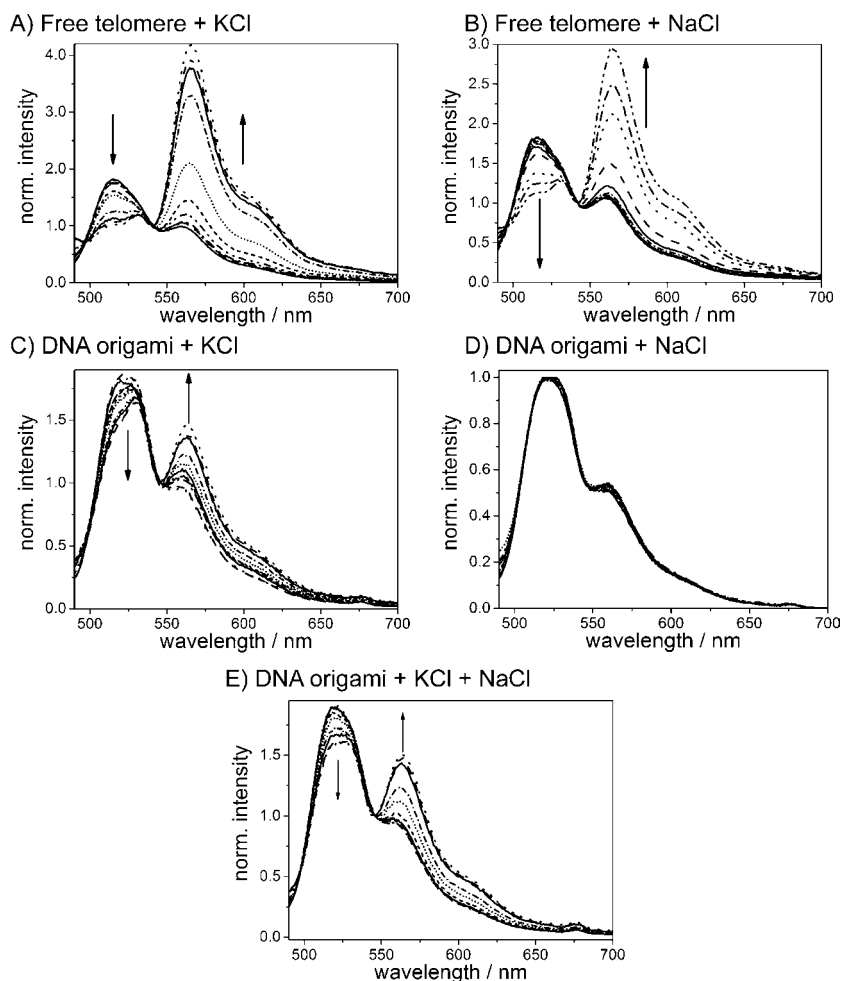 A) Free telomere + KCl
norm. intensity
4.0
3.0
2.0
1.0
0.0
500 550 600 650 700
wavelength / nm
B) Free telomere + NaCl
norm. intensity
3.0
2.5
2.0
1.5
1.0
0.5
0.0
500 550 600 650 700
wavelength / nm
C) DNA origami + KCl
norm. intensity
1.5
1.0
0.5
0.0
500 550 600 650 700
wavelength / nm
D) DNA origami + NaCl
norm. intensity
1.0
0.8
0.6
0.4
0.2
0.0
500 550 600 650 700
wavelength / nm
E) DNA origami + KCl + NaCl
norm. intensity
1.5
1.0
0.5
0.0
500 550 600 650 700
wavelength / nm